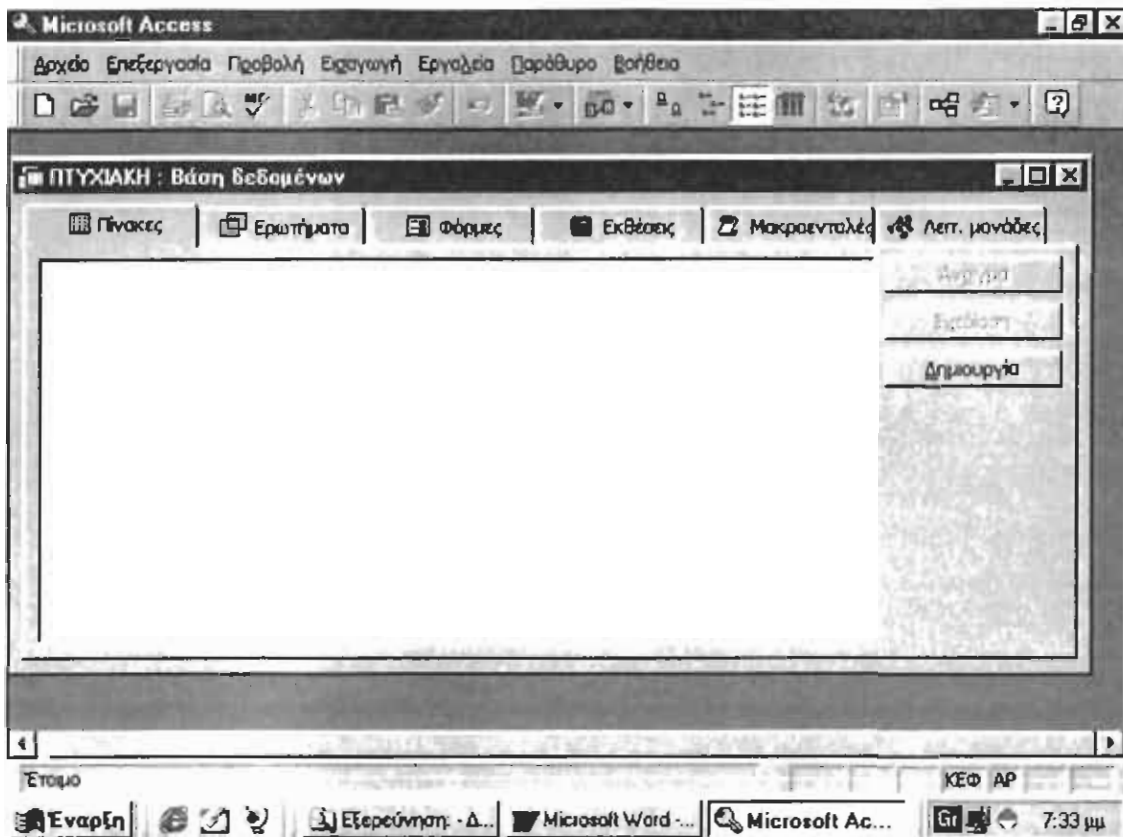 Microsoft Access
Αρχείο Επεξεργασία Προβολή Εισαγωγή Εργαλεία Παράθυρο Βοήθεια
ΠΤΥΧΙΑΚΗ : Βάση δεδομένων
Πίνακες Ερωτήματα Φόρμες Εκθέσεις Μακροεντολές Λειτ. μονάδες
Άνοιγμα
Σχεδίαση
Δημιουργία
Έτοιμο ΚΕΦ ΑΡ
Έναρξη Εξερεύνηση: - Δ... Microsoft Word -... Microsoft Ac... Gr 7:33 μμ